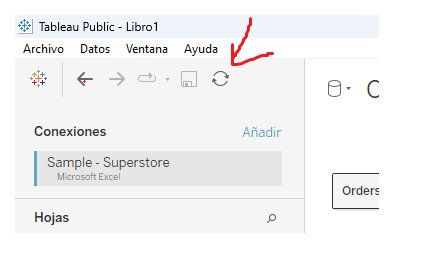 Tableau Public - Libro1
Archivo Datos Ventana Ayuda
Conexiones Añadir
Sample - Superstore
Microsoft Excel
Orders
Hojas